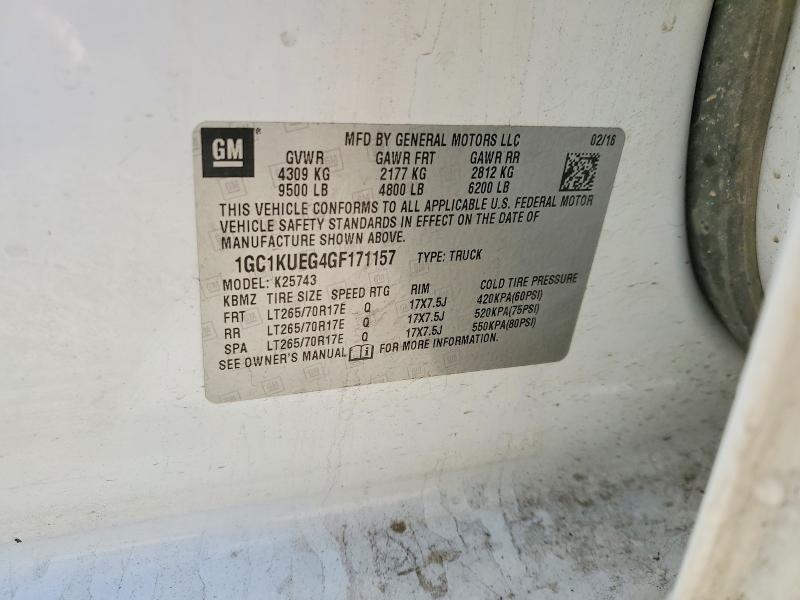 GM® MFD BY GENERAL MOTORS LLC 02/16
GVWR GAWR FRT GAWR RR
4309 KG 2177 KG 2812 KG
9500 LB 4800 LB 6200 LB
THIS VEHICLE CONFORMS TO ALL APPLICABLE U.S. FEDERAL MOTOR
VEHICLE SAFETY STANDARDS IN EFFECT ON THE DATE OF
MANUFACTURE SHOWN ABOVE.
1GC1KUEG4GF171157 TYPE: TRUCK
MODEL: K25743
KBMZ TIRE SIZE SPEED RTG RIM COLD TIRE PRESSURE
FRT LT265/70R17E Q 17X7.5J 420KPA(60PSI)
RR LT265/70R17E Q 17X7.5J 520KPA(75PSI)
SPA LT265/70R17E Q 17X7.5J 550KPA(80PSI)
SEE OWNER'S MANUAL i FOR MORE INFORMATION.